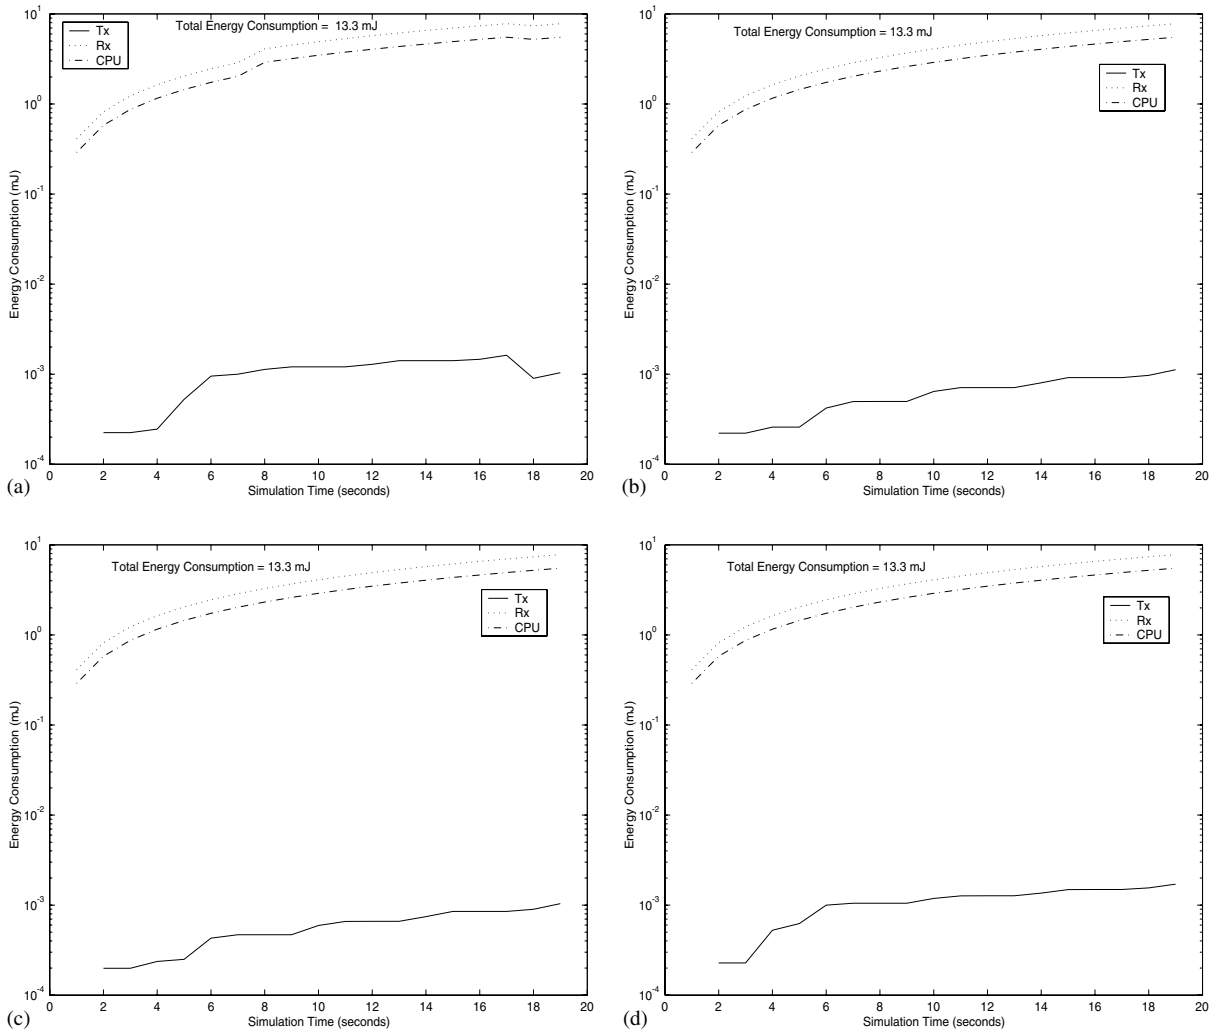 Total Energy Consumption = 13.3 mJ
Tx
Rx
CPU
Energy Consumption (mJ)
10^1
10^0
10^-1
10^-2
10^-3
10^-4
0 2 4 6 8 10 12 14 16 18 20
Simulation Time (seconds)
(a)
Total Energy Consumption = 13.3 mJ
Tx
Rx
CPU
Energy Consumption (mJ)
10^1
10^0
10^-1
10^-2
10^-3
10^-4
0 2 4 6 8 10 12 14 16 18 20
Simulation Time (seconds)
(b)
Total Energy Consumption = 13.3 mJ
Tx
Rx
CPU
Energy Consumption (mJ)
10^1
10^0
10^-1
10^-2
10^-3
10^-4
0 2 4 6 8 10 12 14 16 18 20
Simulation Time (seconds)
(c)
Total Energy Consumption = 13.3 mJ
Tx
Rx
CPU
Energy Consumption (mJ)
10^1
10^0
10^-1
10^-2
10^-3
10^-4
0 2 4 6 8 10 12 14 16 18 20
Simulation Time (seconds)
(d)